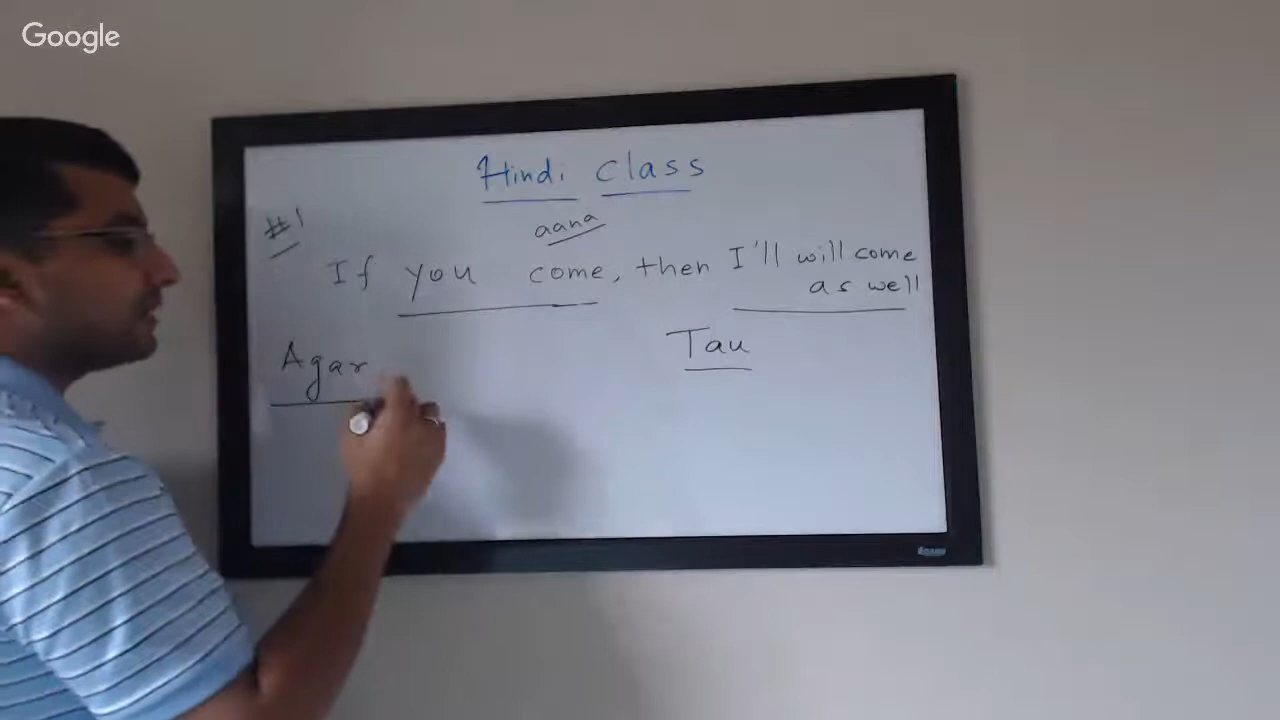 Google
Hindi class
#1
aana
If you come, then I'll will come
as well
Agar
Tau